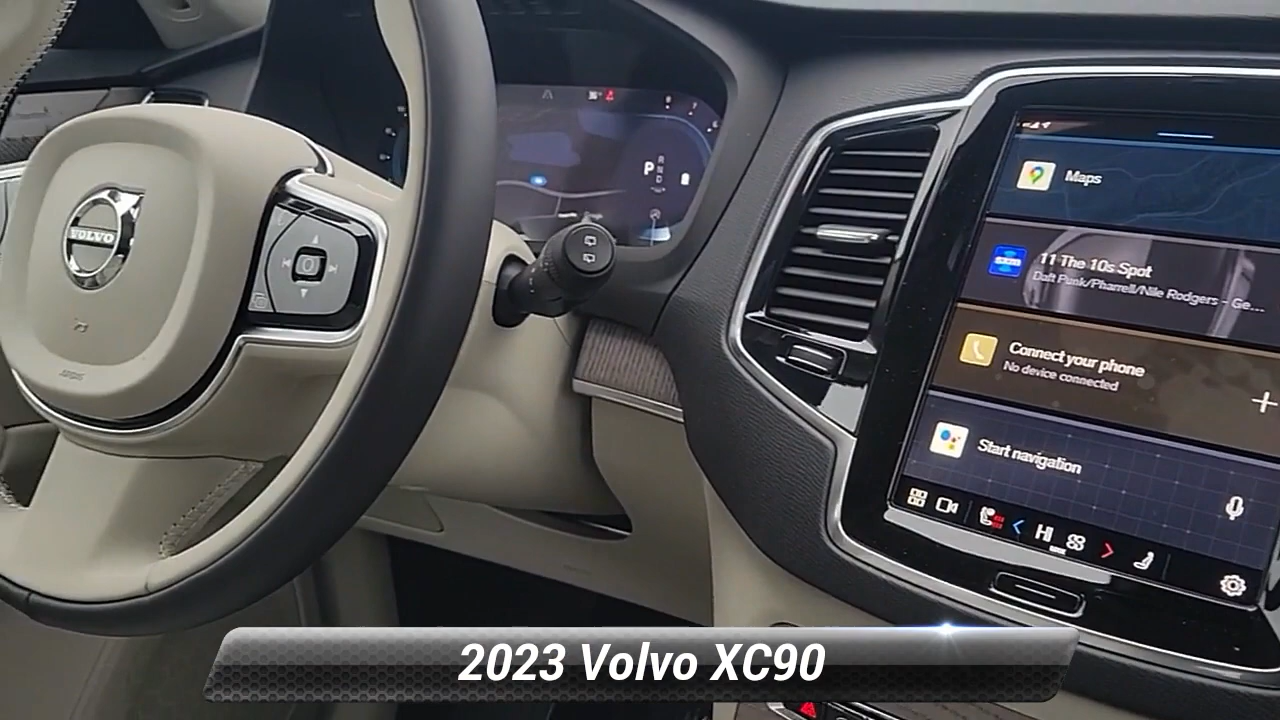 VOLVO
P
R
N
D
Maps
11 The 10s Spot
Daft Punk/Pharrell/Nile Rodgers - Ge...
Connect your phone
No device connected
Start navigation
HI
2023 Volvo XC90